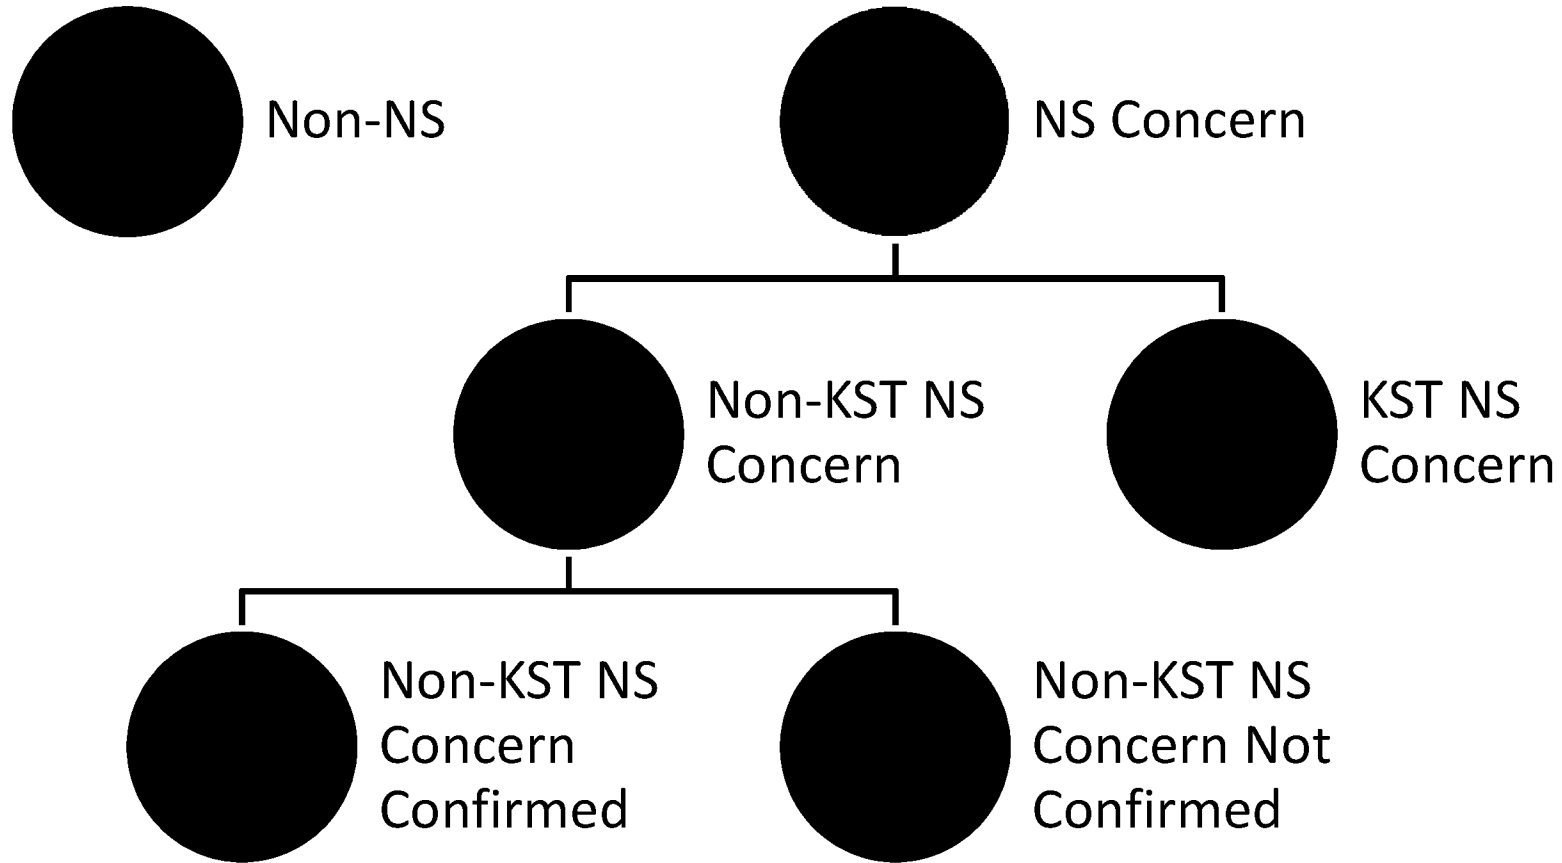 Non-NS
NS Concern
Non-KST NS
Concern
KST NS
Concern
Non-KST NS
Concern
Confirmed
Non-KST NS
Concern Not
Confirmed